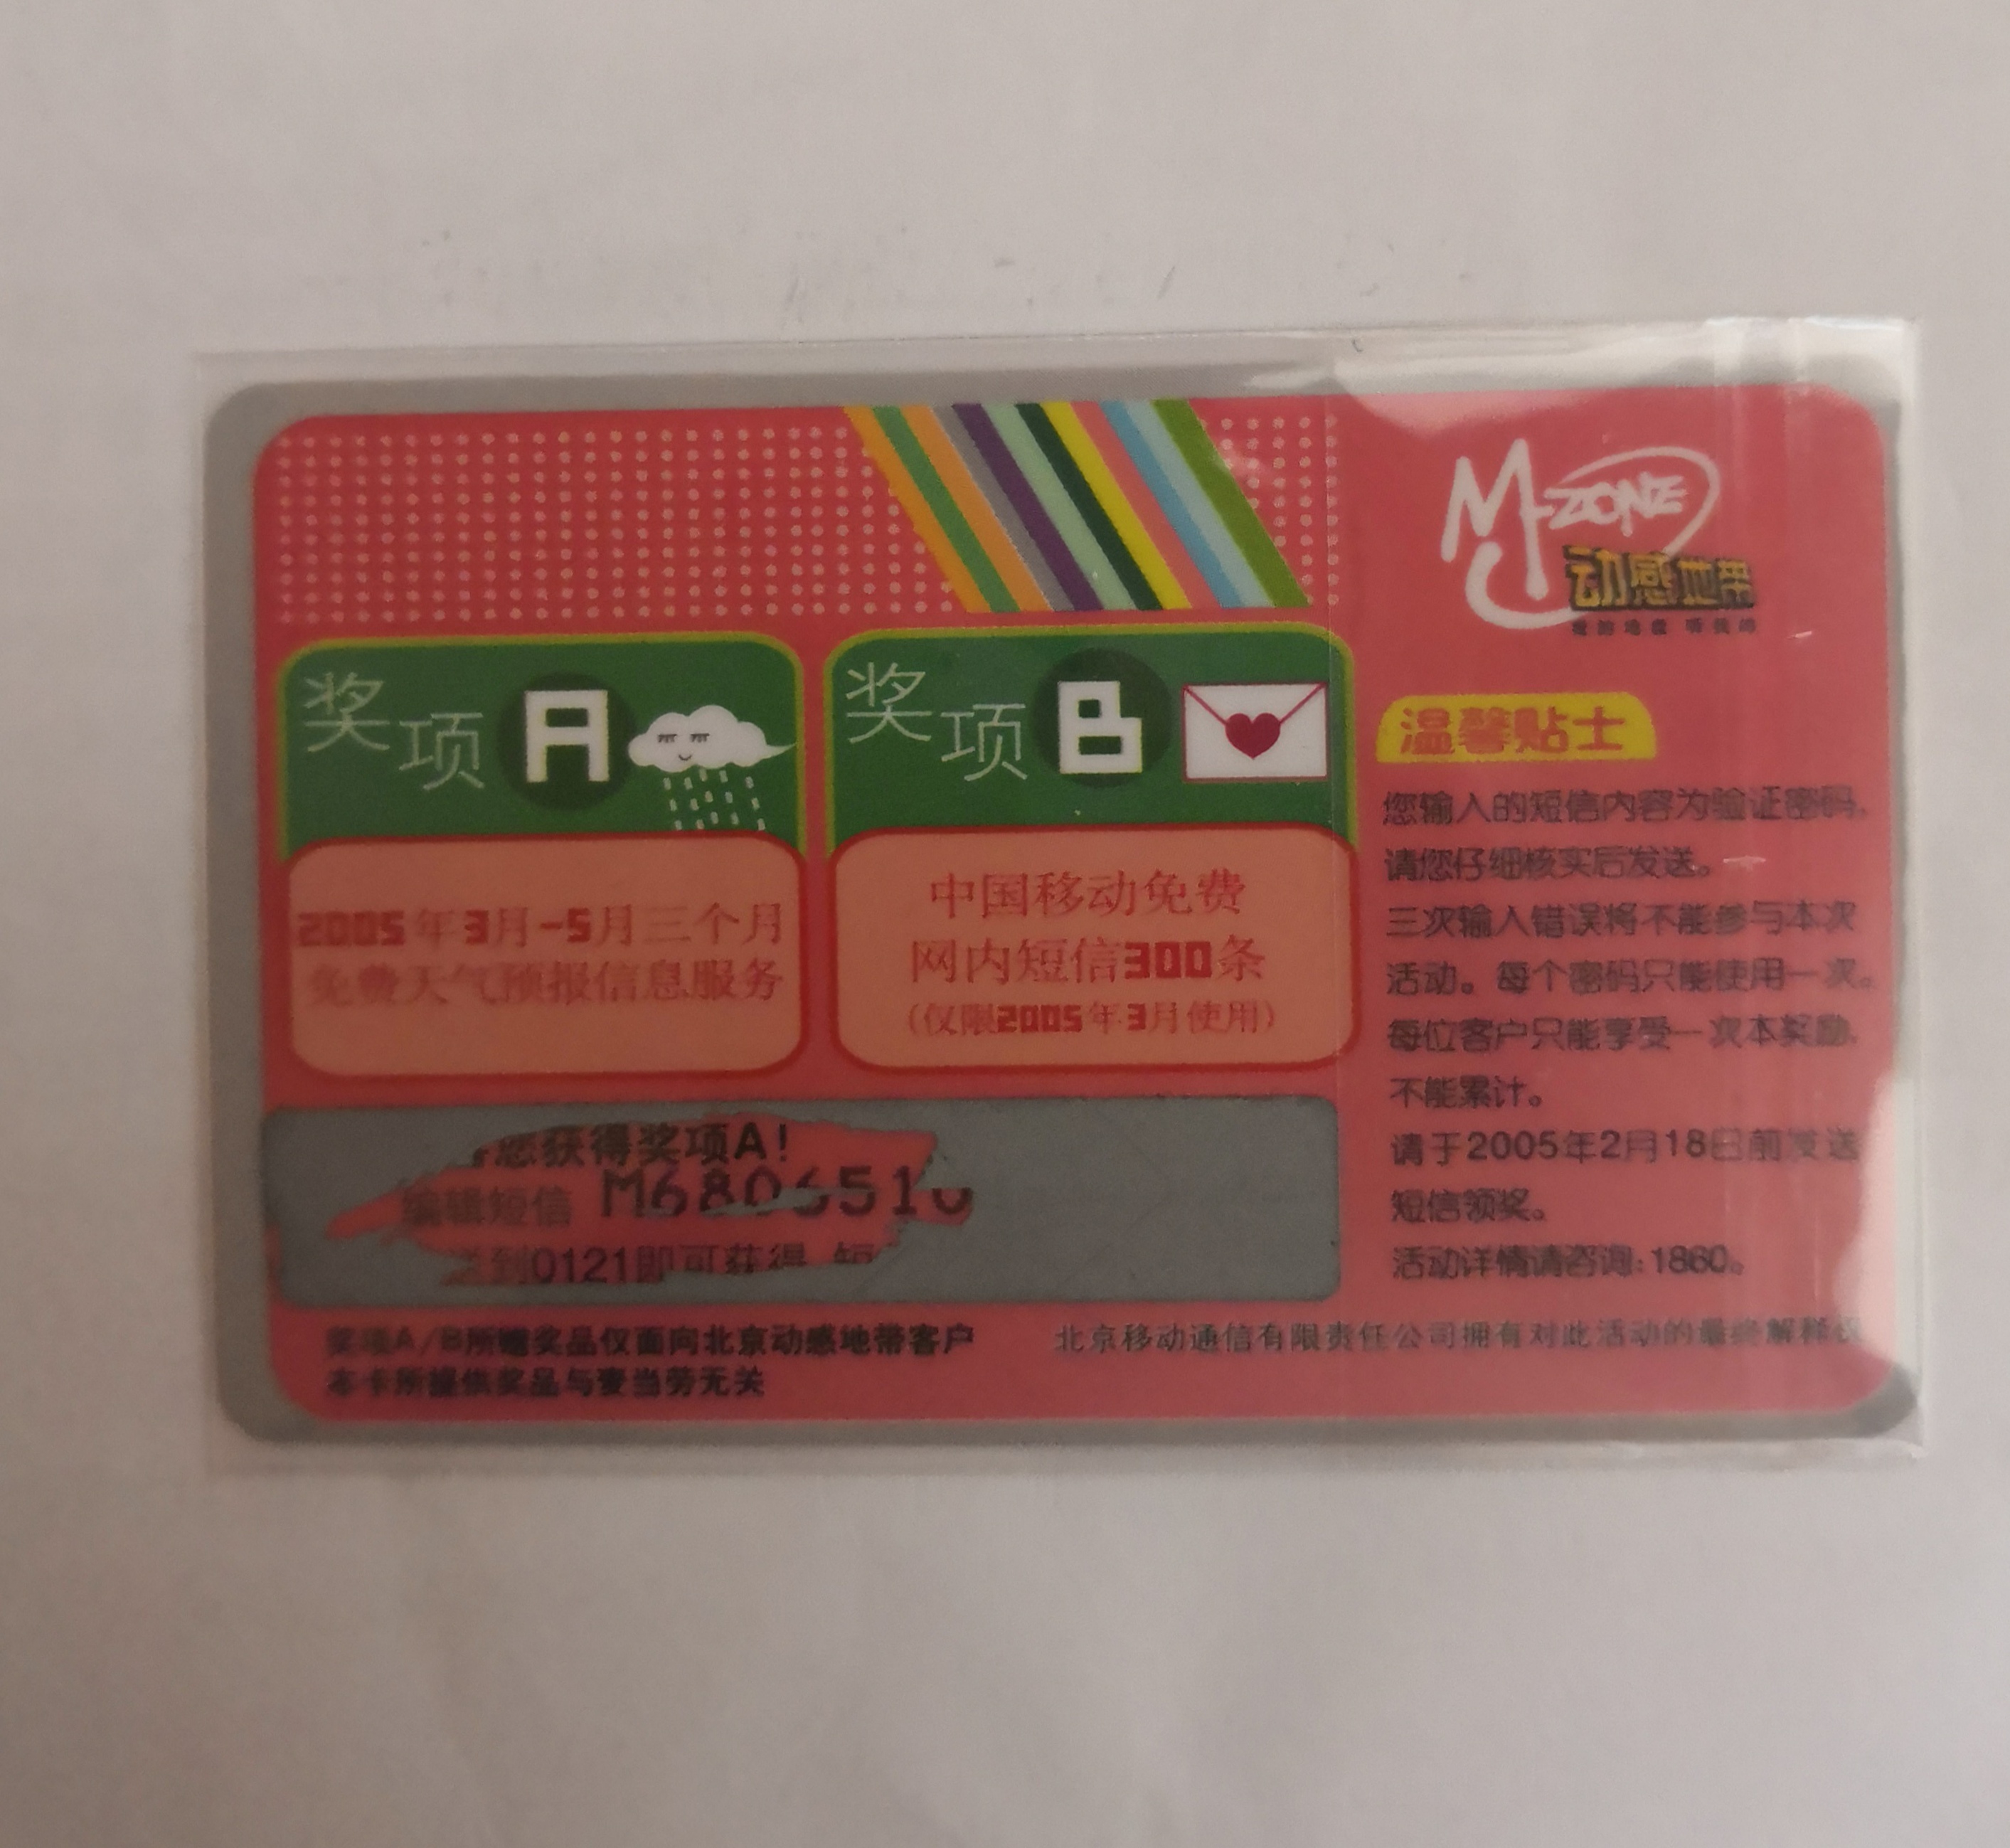 M-ZONE
动感地带
我的地盘 听我的
奖项A
奖项B
2005年3月-5月三个月
免费天气预报信息服务
中国移动免费
网内短信300条
(仅限2005年3月使用)
温馨贴士
您输入的短信内容为验证密码,
请您仔细核实后发送。
三次输入错误将不能参与本次
活动。每个密码只能使用一次。
每位客户只能享受一次本奖励,
不能累计。
请于2005年2月18日前发送
短信领奖。
活动详情请咨询:1860。
您获得奖项A!
编辑短信
到0121即可获得
奖项A/B所赠奖品仅面向北京动感地带客户
本卡所提供奖品与麦当劳无关
北京移动通信有限责任公司拥有对此活动的最终解释权